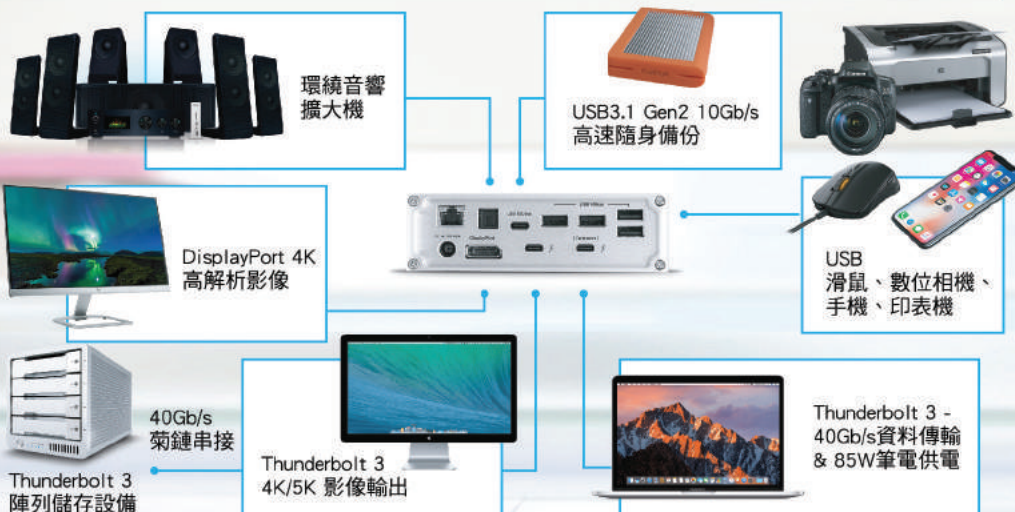 環繞音響
擴大機
USB3.1 Gen2 10Gb/s
高速隨身備份
Canon
DisplayPort 4K
高解析影像
DisplayPort
USB
滑鼠、數位相機、
手機、印表機
40Gb/s
菊鏈串接
Thunderbolt 3
陣列儲存設備
Thunderbolt 3
4K/5K 影像輸出
Thunderbolt 3 -
40Gb/s資料傳輸
& 85W筆電供電